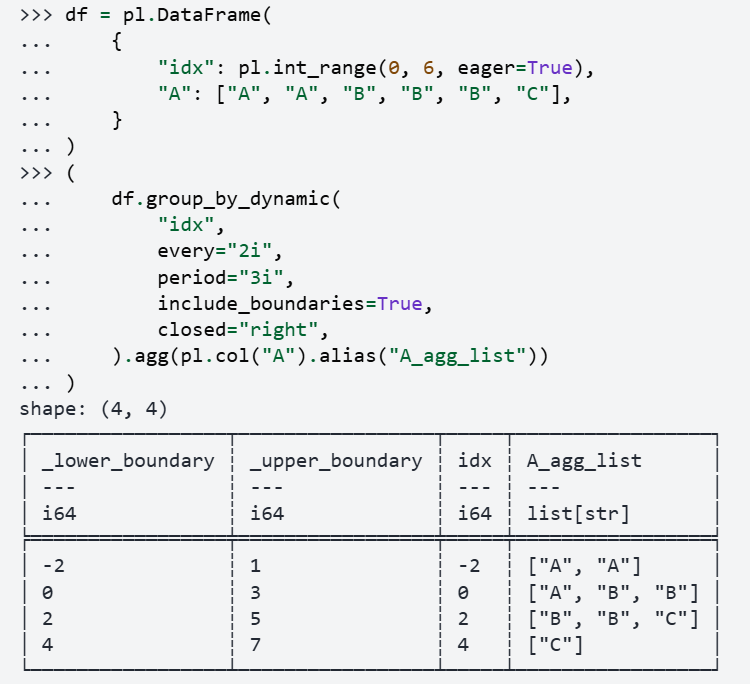 >>> df = pl.DataFrame(
...     {
...         "idx": pl.int_range(0, 6, eager=True),
...         "A": ["A", "A", "B", "B", "B", "C"],
...     }
... )
>>> (
...     df.group_by_dynamic(
...         "idx",
...         every="2i",
...         period="3i",
...         include_boundaries=True,
...         closed="right",
...     ).agg(pl.col("A").alias("A_agg_list"))
... )
shape: (4, 4)
_lower_boundary _upper_boundary idx A_agg_list
--- --- --- ---
i64 i64 i64 list[str]
-2 1 -2 ["A", "A"]
0 3 0 ["A", "B", "B"]
2 5 2 ["B", "B", "C"]
4 7 4 ["C"]